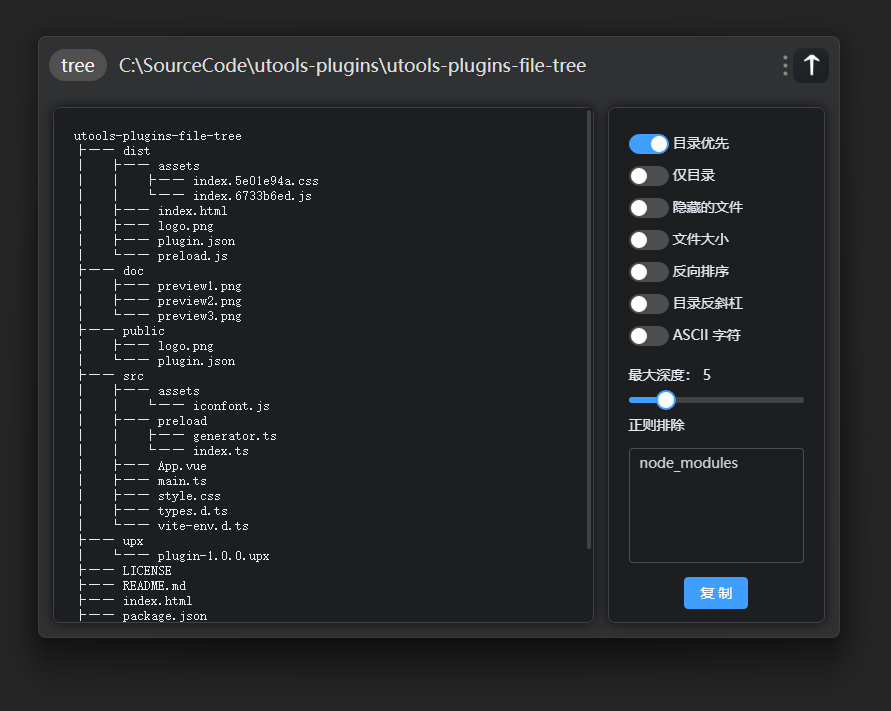 tree C:\SourceCode\utools-plugins\utools-plugins-file-tree
utools-plugins-file-tree
├── dist
│   ├── assets
│   │   ├── index.5e01e94a.css
│   │   └── index.6733b6ed.js
│   ├── index.html
│   ├── logo.png
│   ├── plugin.json
│   └── preload.js
├── doc
│   ├── preview1.png
│   ├── preview2.png
│   └── preview3.png
├── public
│   ├── logo.png
│   └── plugin.json
├── src
│   ├── assets
│   │   └── iconfont.js
│   ├── preload
│   │   ├── generator.ts
│   │   └── index.ts
│   ├── App.vue
│   ├── main.ts
│   ├── style.css
│   ├── types.d.ts
│   └── vite-env.d.ts
├── upx
│   └── plugin-1.0.0.upx
├── LICENSE
├── README.md
├── index.html
├── package.json
目录优先
仅目录
隐藏的文件
文件大小
反向排序
目录反斜杠
ASCII 字符
最大深度： 5
正则排除
node_modules
复制